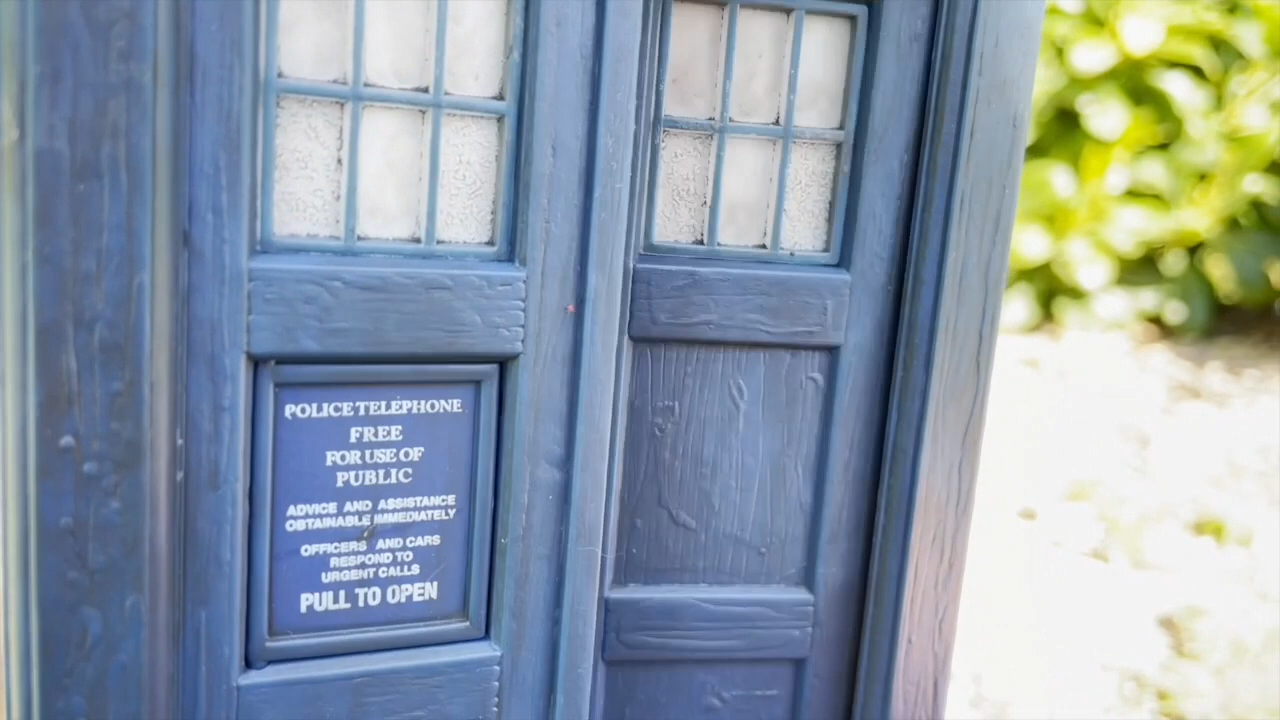 POLICE TELEPHONE
FREE
FOR USE OF
PUBLIC
ADVICE AND ASSISTANCE
OBTAINABLE IMMEDIATELY
OFFICERS AND CARS
RESPOND TO
URGENT CALLS
PULL TO OPEN